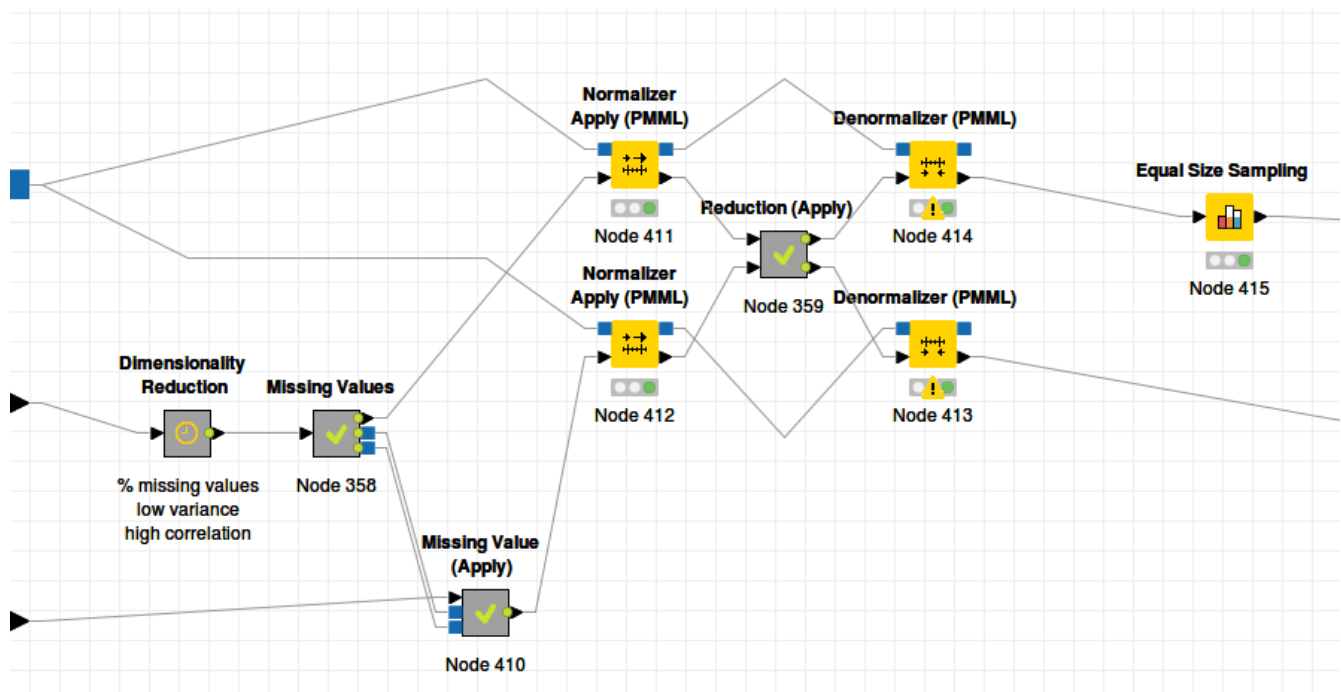 Normalizer
Apply (PMML)
Node 411
Denormalizer (PMML)
Node 414
Equal Size Sampling
Node 415
Reduction (Apply)
Node 359
Normalizer
Apply (PMML)
Node 412
Denormalizer (PMML)
Node 413
Dimensionality
Reduction
% missing values
low variance
high correlation
Missing Values
Node 358
Missing Value
(Apply)
Node 410